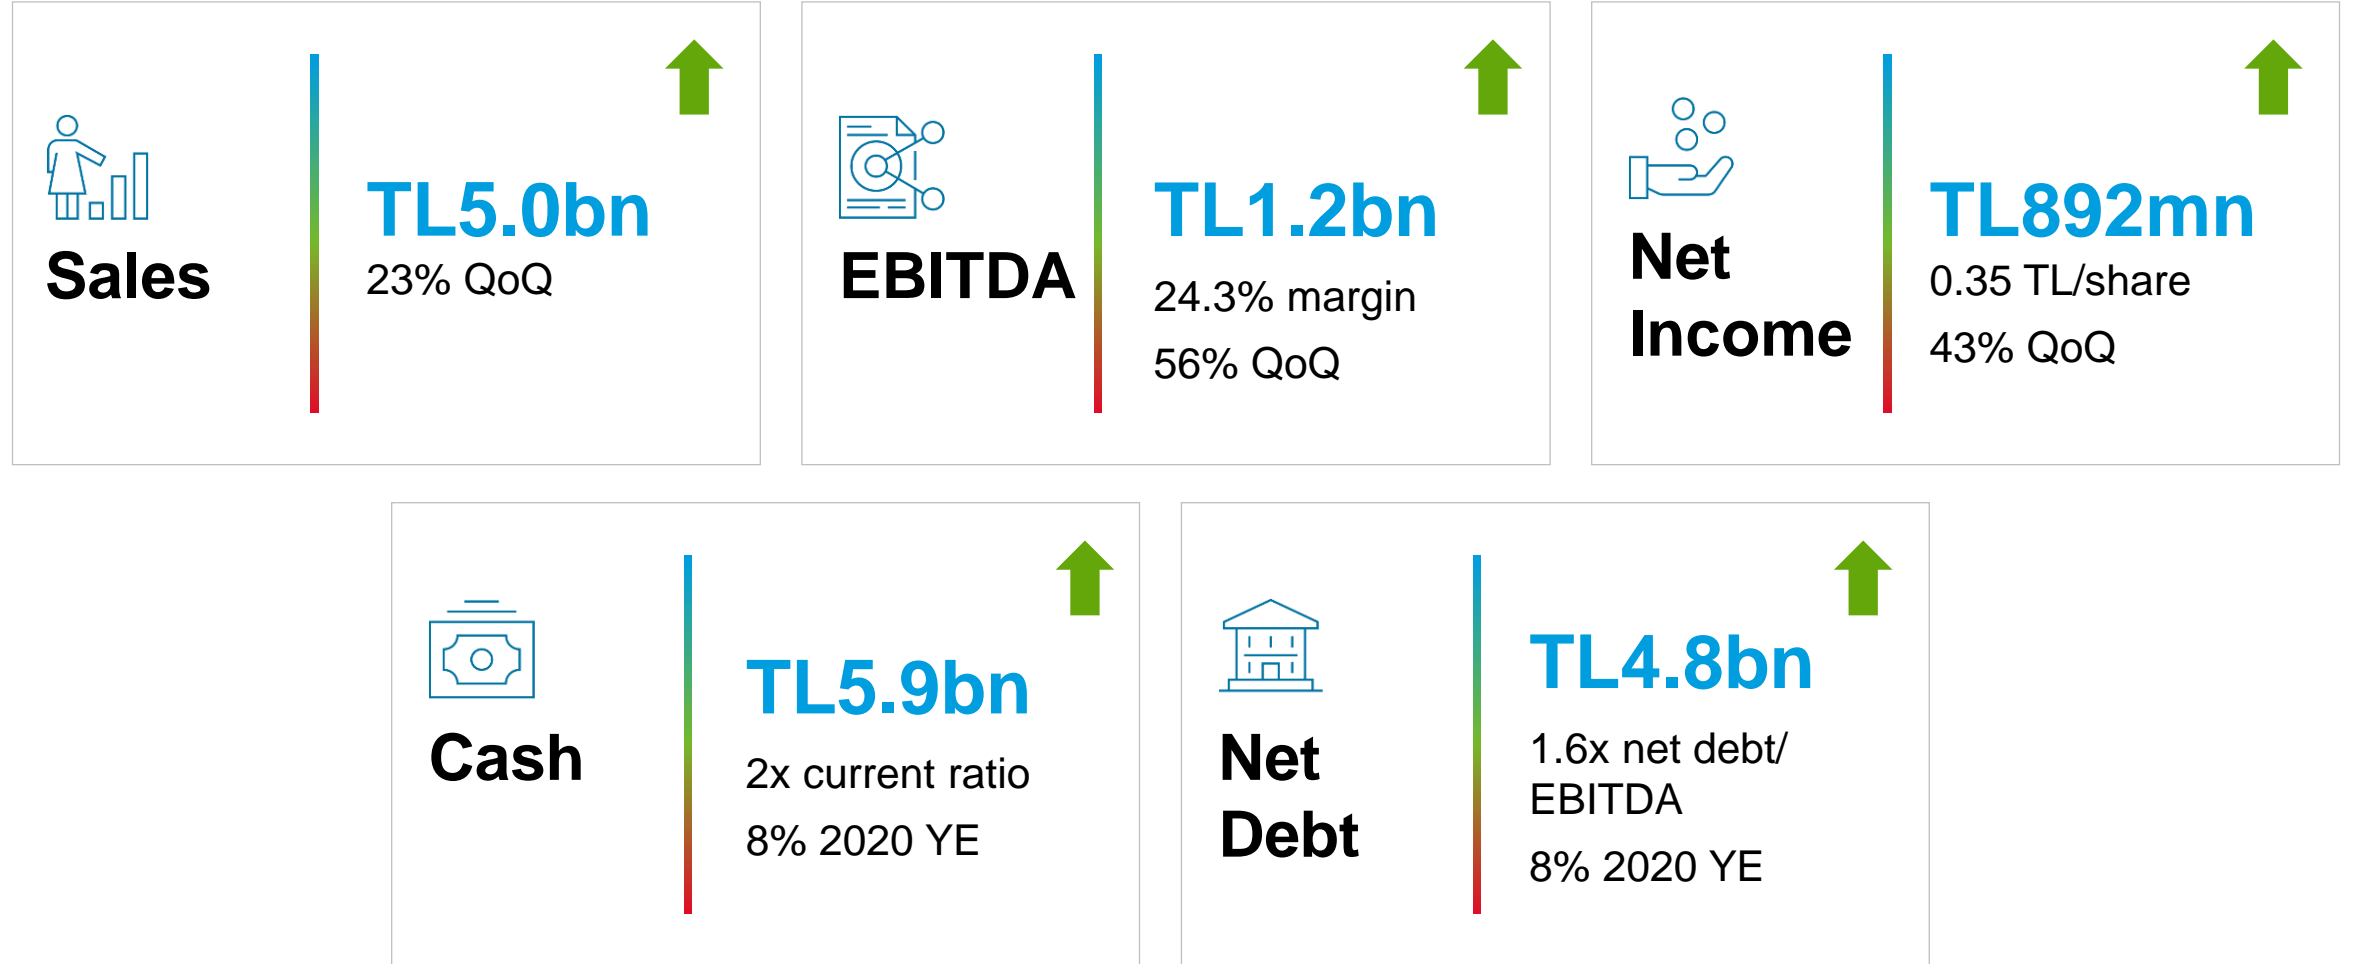 Sales
TL5.0bn
23% QoQ
EBITDA
TL1.2bn
24.3% margin
56% QoQ
Net
Income
TL892mn
0.35 TL/share
43% QoQ
Cash
TL5.9bn
2x current ratio
8% 2020 YE
Net
Debt
TL4.8bn
1.6x net debt/
EBITDA
8% 2020 YE